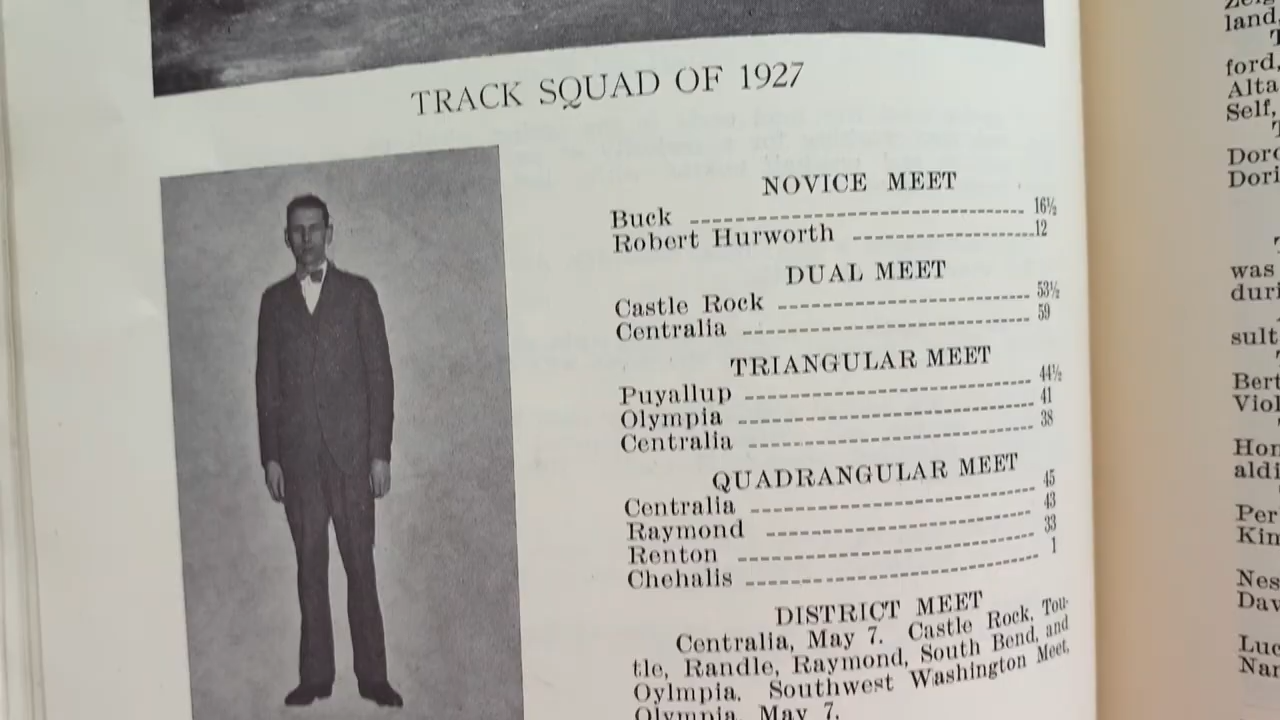 TRACK SQUAD OF 1927
NOVICE MEET
Buck ---------------------------------- 16½
Robert Hurworth -------------------12
DUAL MEET
Castle Rock -------------------------- 53½
Centralia ------------------------------ 59
TRIANGULAR MEET
Puyallup ------------------------------ 44½
Olympia ------------------------------- 41
Centralia ------------------------------ 38
QUADRANGULAR MEET
Centralia ------------------------------ 45
Raymond ---------------------------- 43
Renton ------------------------------- 33
Chehalis ------------------------------ 1
DISTRICT MEET
Centralia, May 7. Castle Rock, Tou-
tle, Randle, Raymond, South Bend, and
Oylmpia. Southwest Washington Meet,
Olympia, May 7.
land,
ford,
Alta
Self,
Doro
Dori
was
duri
sult
Bert
Viol
Hon
aldi
Per
Kim
Nes
Dav
Luc
Nan